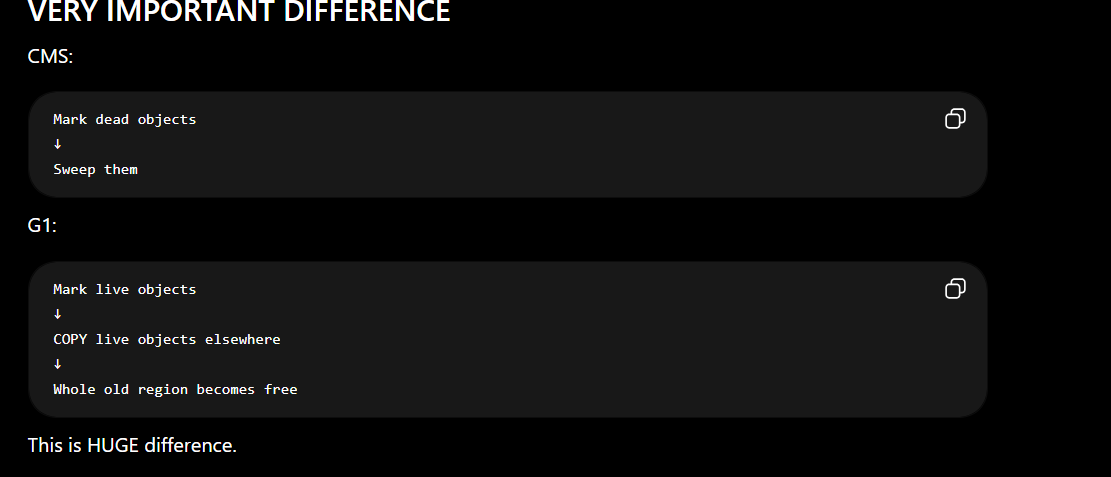 VERY IMPORTANT DIFFERENCE
CMS:
Mark dead objects
↓
Sweep them
G1:
Mark live objects
↓
COPY live objects elsewhere
↓
Whole old region becomes free
This is HUGE difference.